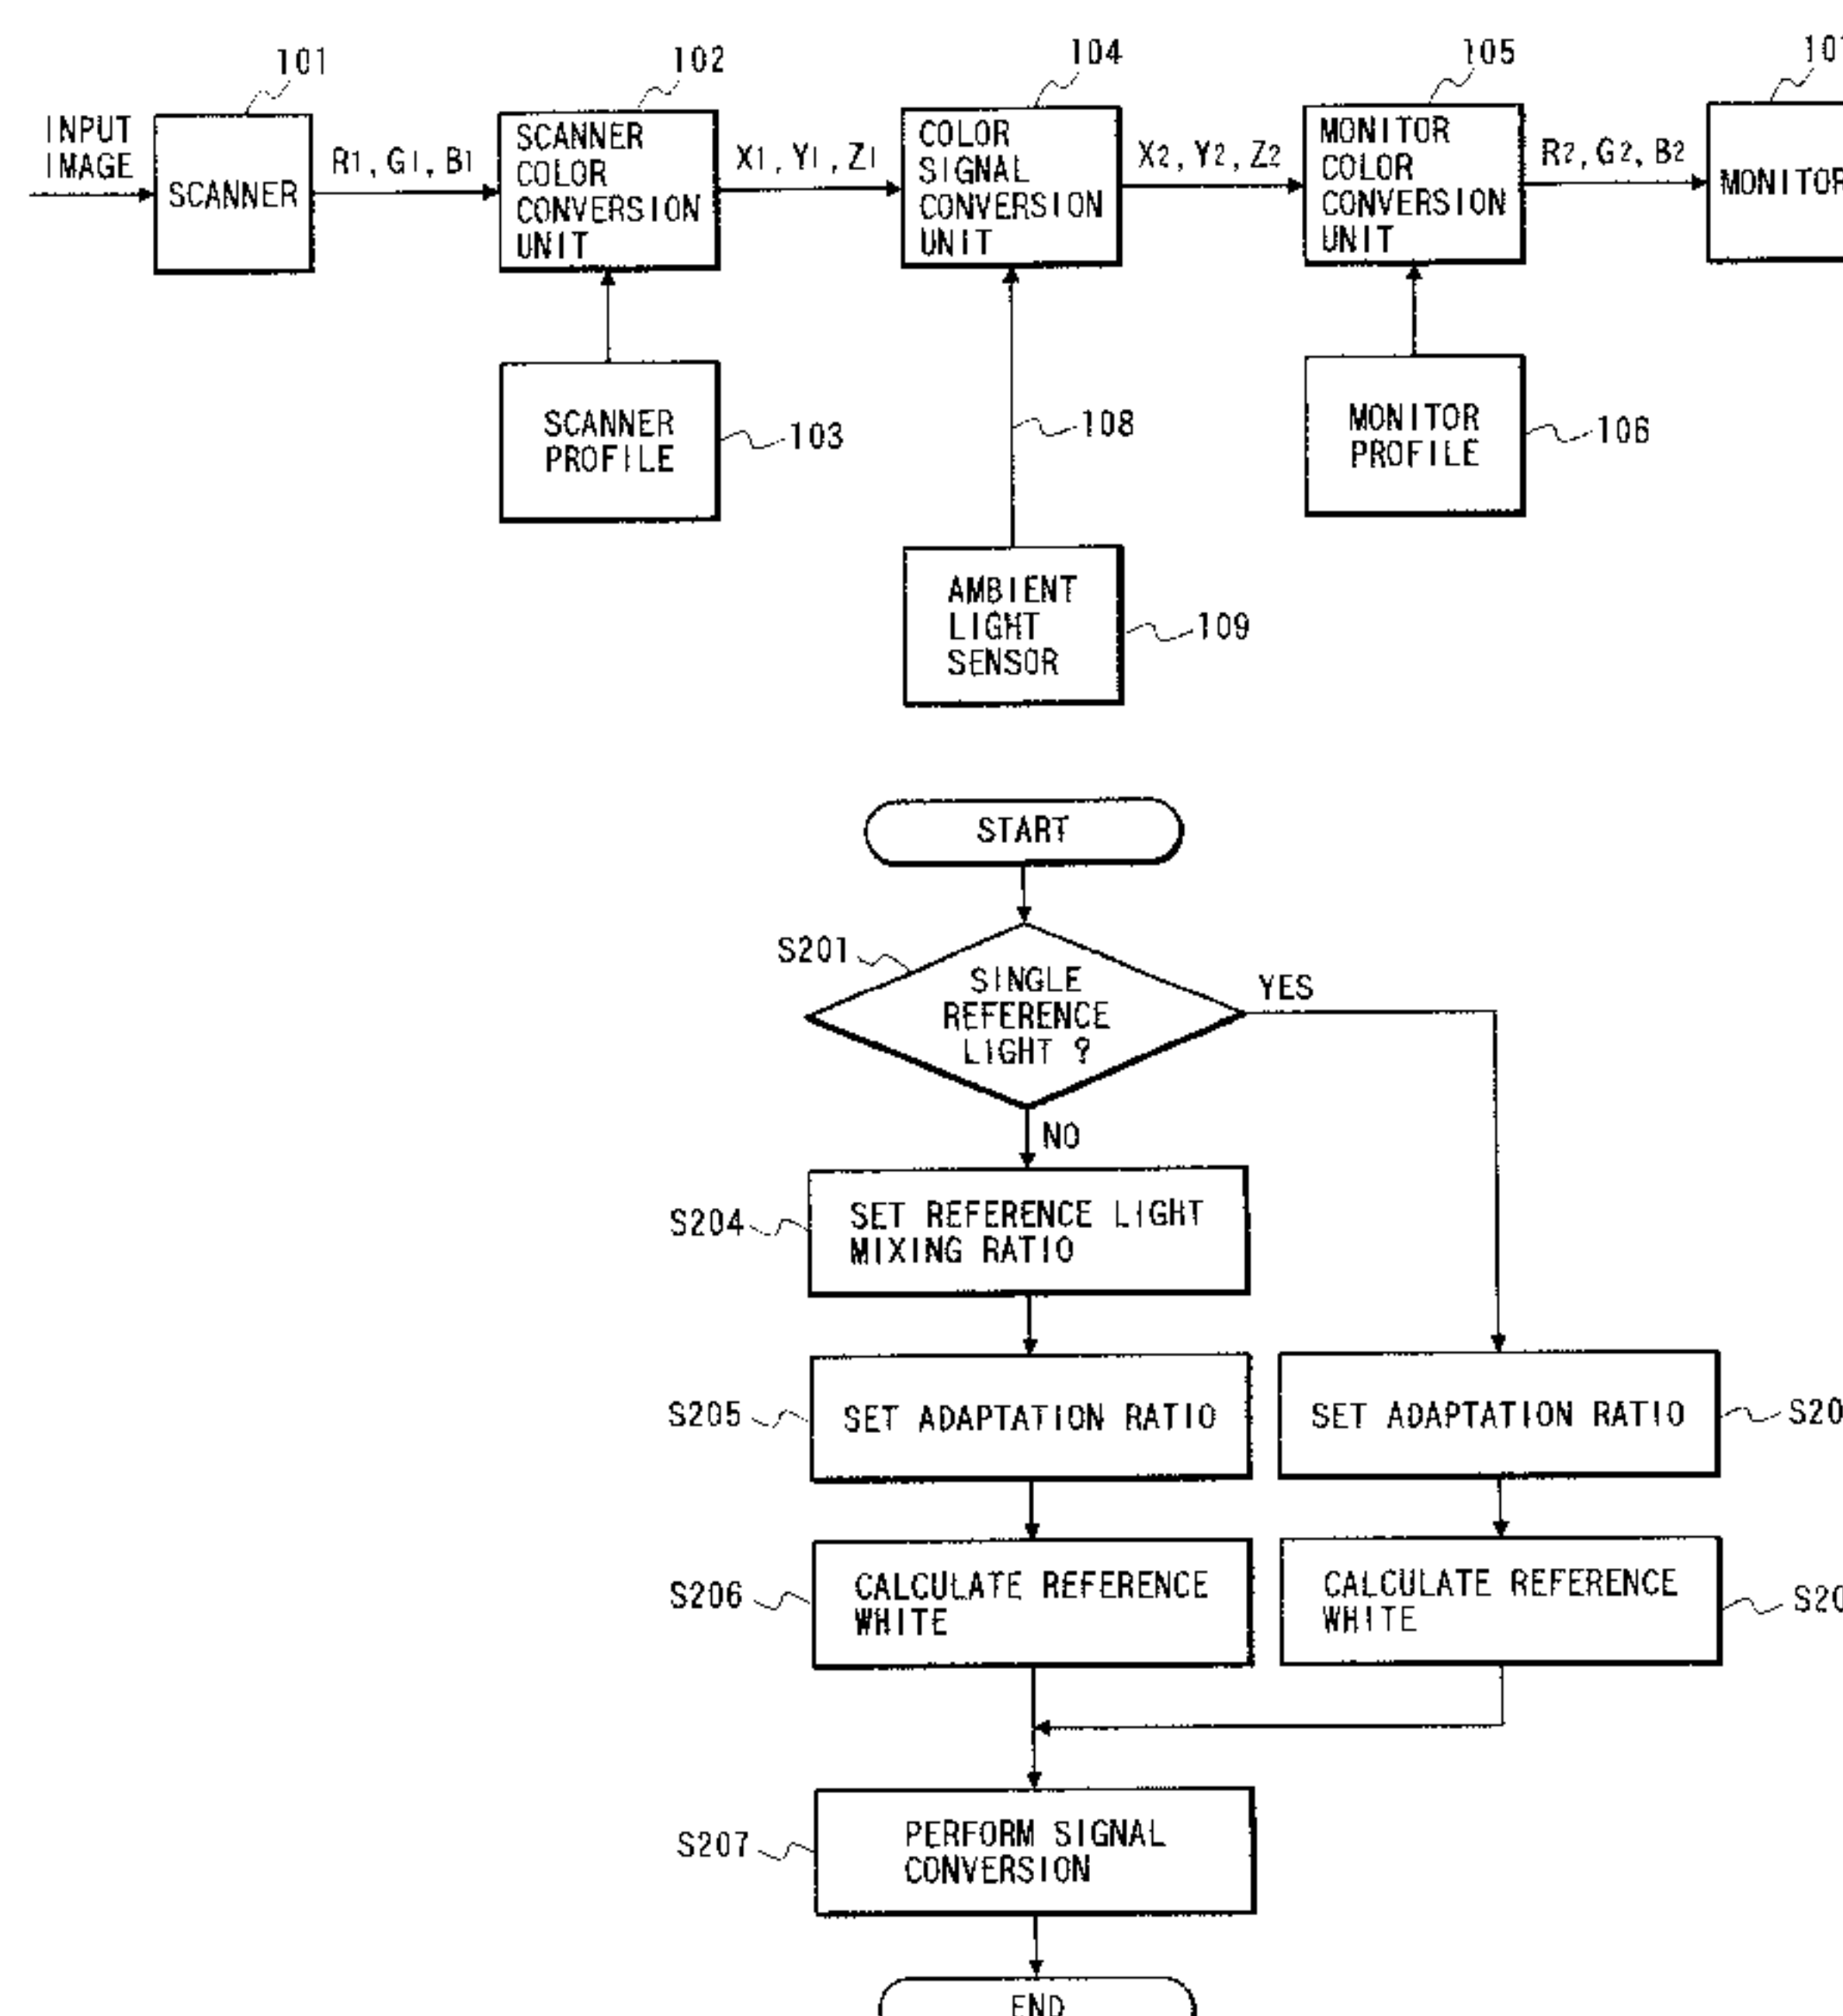 101
102
104
105
INPUT
IMAGE
SCANNER
R1, G1, B1
SCANNER
COLOR
CONVERSION
UNIT
X1, Y1, Z1
COLOR
SIGNAL
CONVERSION
UNIT
X2, Y2, Z2
MONITOR
COLOR
CONVERSION
UNIT
R2, G2, B2
MONITOR
SCANNER
PROFILE
103
108
MONITOR
PROFILE
106
AMBIENT
LIGHT
SENSOR
109
START
S201
SINGLE
REFERENCE
LIGHT ?
YES
NO
S204
SET REFERENCE LIGHT
MIXING RATIO
S205
SET ADAPTATION RATIO
SET ADAPTATION RATIO
S206
CALCULATE REFERENCE
WHITE
CALCULATE REFERENCE
WHITE
S207
PERFORM SIGNAL
CONVERSION
END